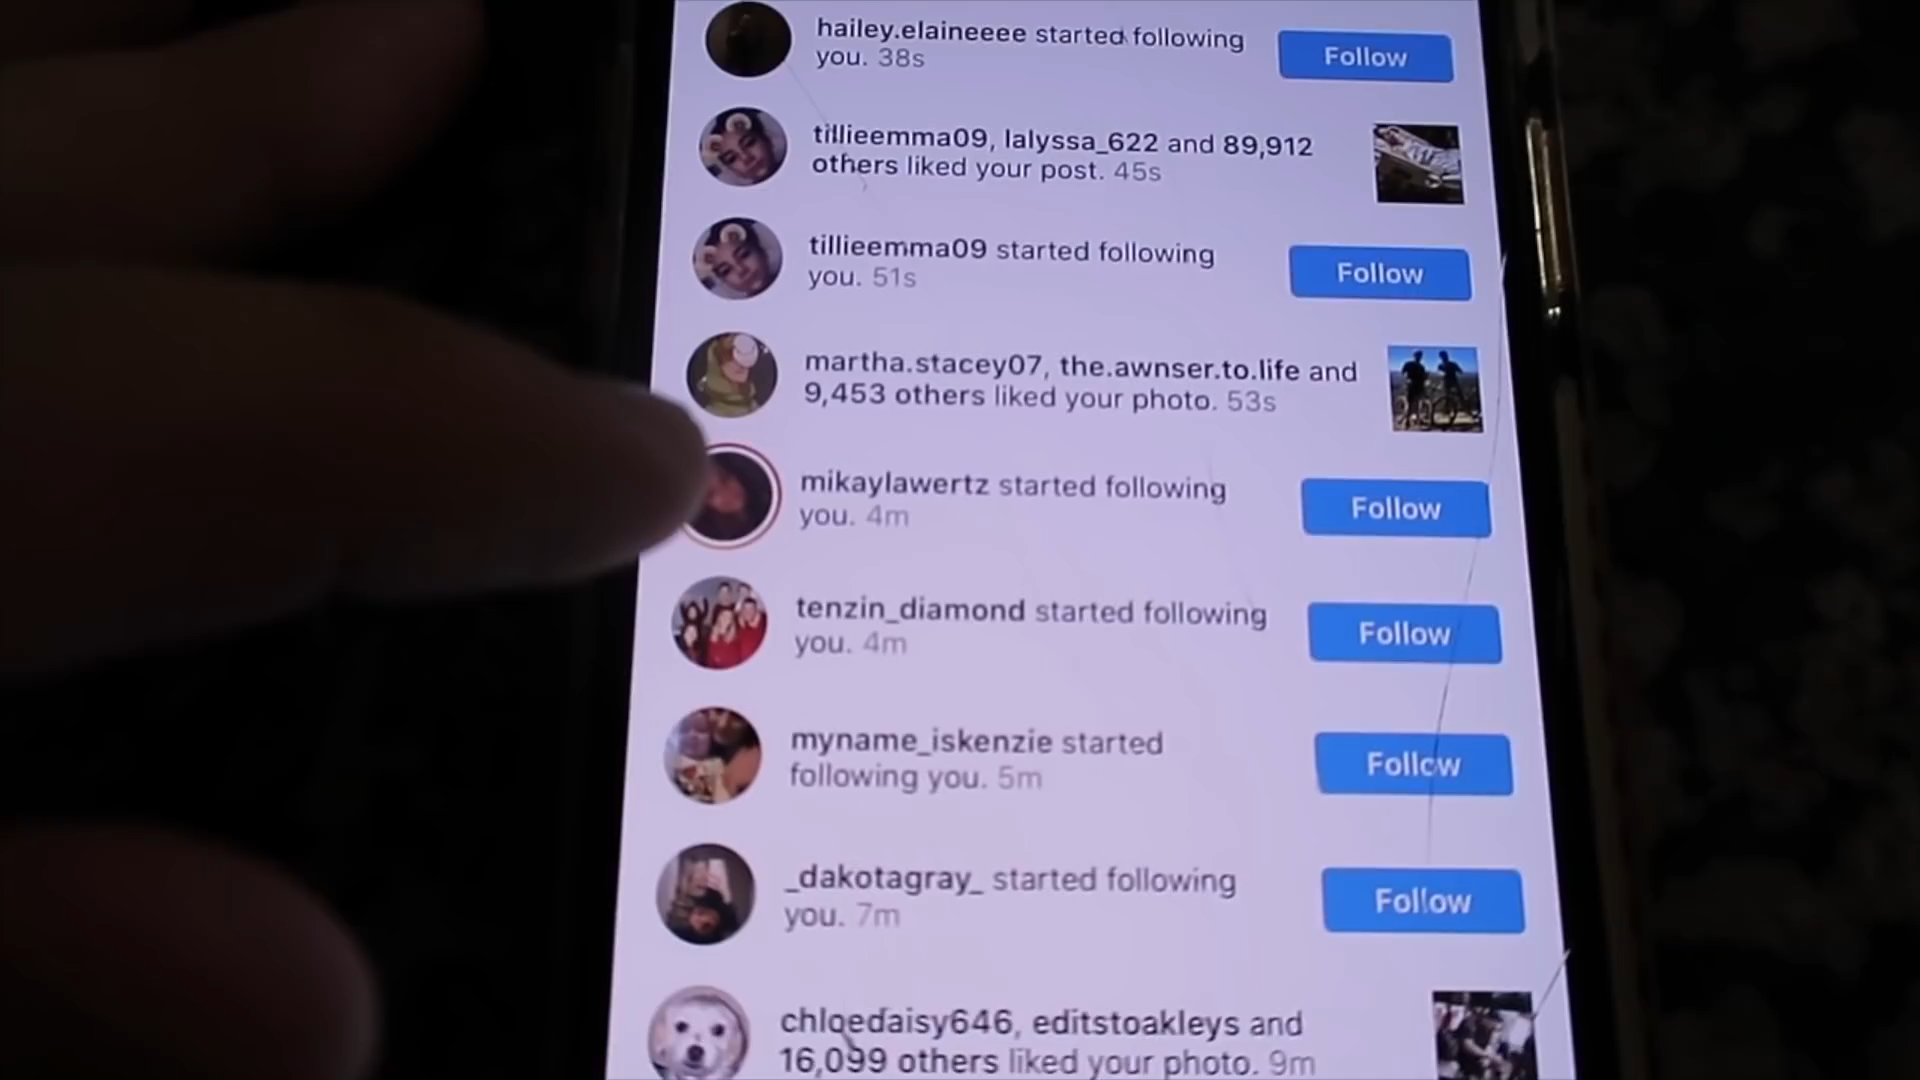 hailey.elaineeee started following
you. 38s
Follow
tillieemma09, lalyssa_622 and 89,912
others liked your post. 45s
tillieemma09 started following
you. 51s
Follow
martha.stacey07, the.awnser.to.life and
9,453 others liked your photo. 53s
mikaylawertz started following
you. 4m
Follow
tenzin_diamond started following
you. 4m
Follow
myname_iskenzie started
following you. 5m
Follow
_dakotagray_ started following
you. 7m
Follow
chloedaisy646, editstoakleys and
16,099 others liked your photo. 9m